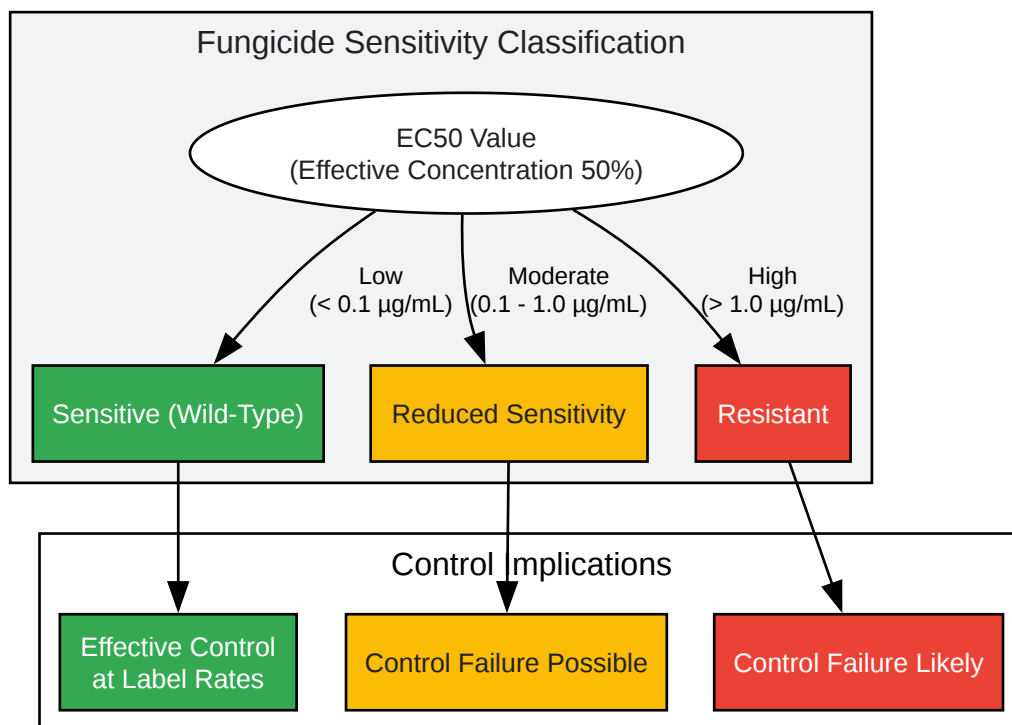 Fungicide Sensitivity Classification
EC50 Value
(Effective Concentration 50%)
Low
(< 0.1 µg/mL)
Moderate
(0.1 - 1.0 µg/mL)
High
(> 1.0 µg/mL)
Sensitive (Wild-Type)
Reduced Sensitivity
Resistant
Control Implications
Effective Control
at Label Rates
Control Failure Possible
Control Failure Likely